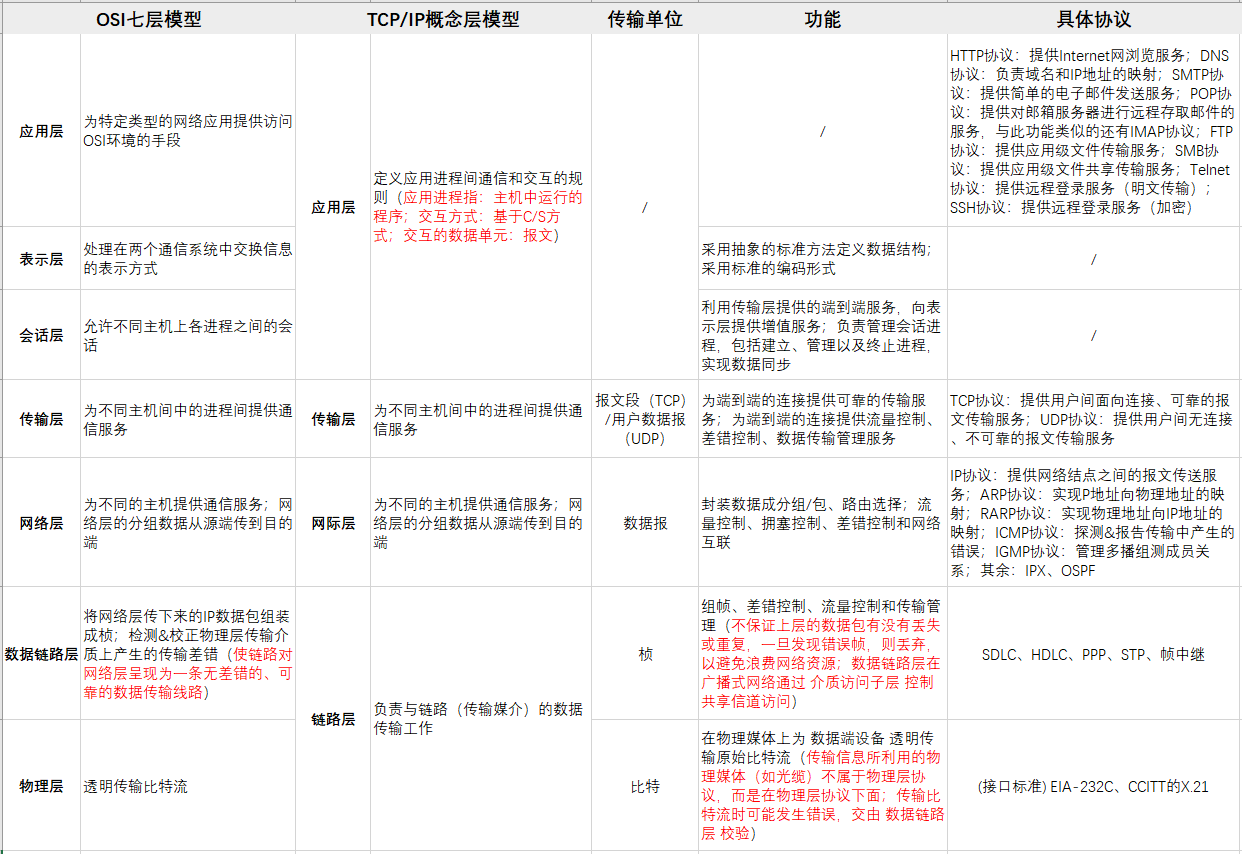 OSI七层模型
TCP/IP概念层模型
传输单位
功能
具体协议
应用层
为特定类型的网络应用提供访问
OSI环境的手段
应用层
定义应用进程间通信和交互的规
则（应用进程指：主机中运行的
程序；交互方式：基于C/S方
式；交互的数据单元：报文）
/
/
HTTP协议：提供Internet网浏览服务；DNS
协议：负责域名和IP地址的映射；SMTP协
议：提供简单的电子邮件发送服务；POP协
议：提供对邮箱服务器进行远程存取邮件的
服务，与此功能类似的还有IMAP协议；FTP
协议：提供应用级文件传输服务；SMB协
议：提供应用级文件共享传输服务；Telnet
协议：提供远程登录服务（明文传输）；
SSH协议：提供远程登录服务（加密）
表示层
处理在两个通信系统中交换信息
的表示方式
采用抽象的标准方法定义数据结构；
采用标准的编码形式
/
会话层
允许不同主机上各进程之间的会
话
利用传输层提供的端到端服务，向表
示层提供增值服务；负责管理会话进
程，包括建立、管理以及终止进程，
实现数据同步
/
传输层
为不同主机间中的进程间提供通
信服务
传输层
为不同主机间中的进程间提供通
信服务
报文段（TCP）
/用户数据报
（UDP）
为端到端的连接提供可靠的传输服
务；为端到端的连接提供流量控制、
差错控制、数据传输管理服务
TCP协议：提供用户间面向连接、可靠的报
文传输服务；UDP协议：提供用户间无连接
、不可靠的报文传输服务
网络层
为不同的主机提供通信服务；网
络层的分组数据从源端传到目的
端
网际层
为不同的主机提供通信服务；网
络层的分组数据从源端传到目的
端
数据报
封装数据成分组/包、路由选择；流
量控制、拥塞控制、差错控制和网络
互联
IP协议：提供网络结点之间的报文传送服
务；ARP协议：实现P地址向物理地址的映
射；RARP协议：实现物理地址向IP地址的
映射；ICMP协议：探测&报告传输中产生的
错误；IGMP协议：管理多播组测成员关
系；其余：IPX、OSPF
数据链路层
将网络层传下来的IP数据包组装
成桢；检测&校正物理层传输介
质上产生的传输差错（使链路对
网络层呈现为一条无差错的、可
靠的数据传输线路）
链路层
负责与链路（传输媒介）的数据
传输工作
桢
组帧、差错控制、流量控制和传输管
理（不保证上层的数据包有没有丢失
或重复，一旦发现错误帧，则丢弃，
以避免浪费网络资源；数据链路层在
广播式网络通过 介质访问子层 控制
共享信道访问）
SDLC、HDLC、PPP、STP、帧中继
物理层
透明传输比特流
比特
在物理媒体上为 数据端设备 透明传
输原始比特流（传输信息所利用的物
理媒体（如光缆）不属于物理层协
议，而是在物理层协议下面；传输比
特流时可能发生错误，交由 数据链路
层 校验）
(接口标准) EIA-232C、CCITT的X.21